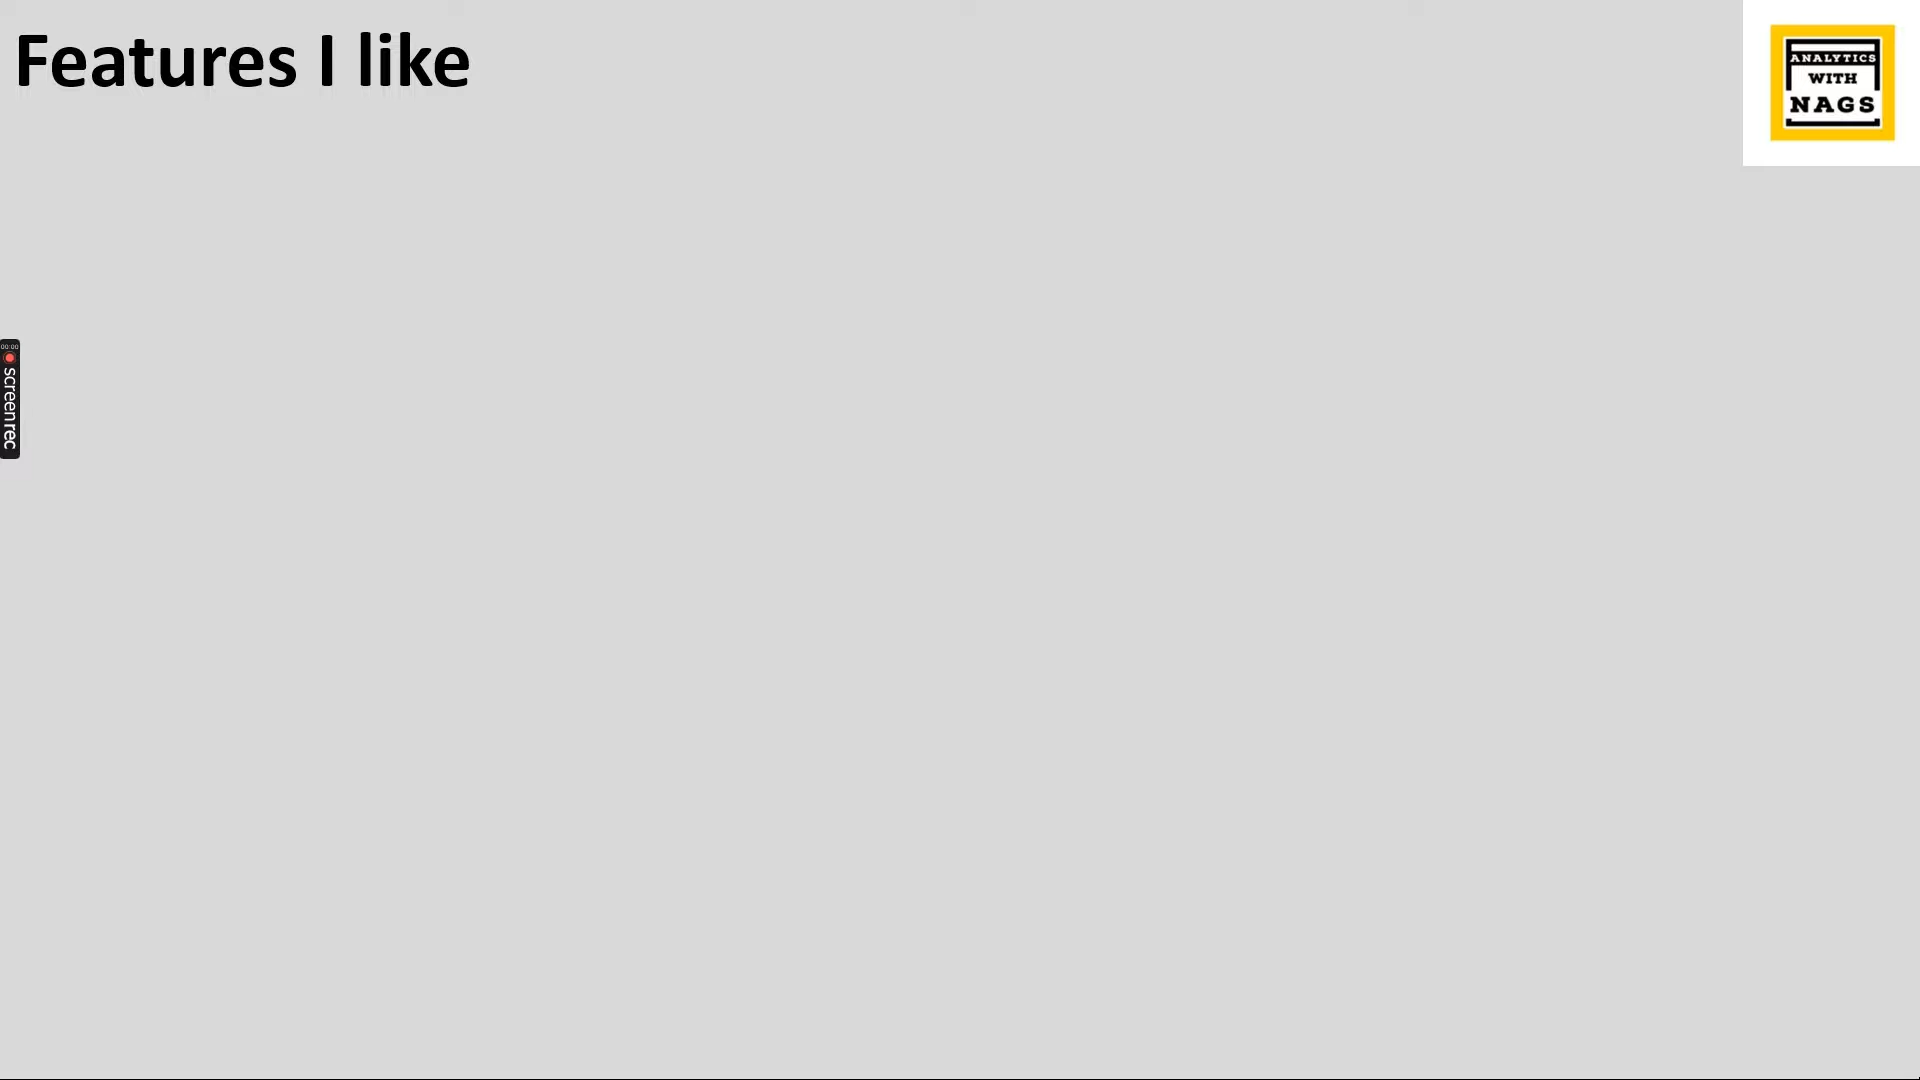 Features I like
ANALYTICS
WITH
NAGS
00:00
screenrec